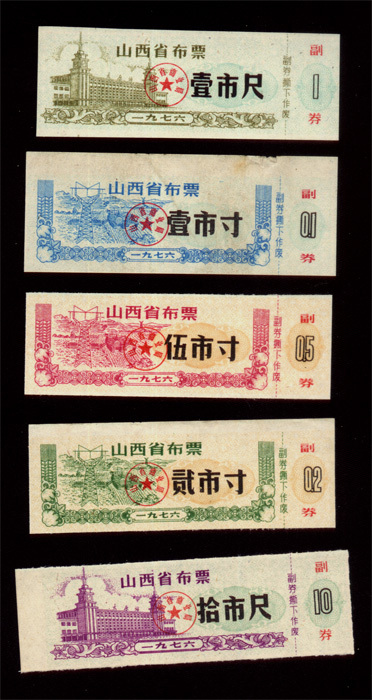 山西省布票
壹市尺
一九七六
副券撕下作废
副
1
券
山西省布票
壹市寸
一九七六
副券撕下作废
副
0.1
券
山西省布票
伍市寸
一九七六
副券撕下作废
副
0.5
券
山西省布票
贰市寸
一九七六
副券撕下作废
副
0.2
券
山西省布票
拾市尺
一九七六
副券撕下作废
副
10
券